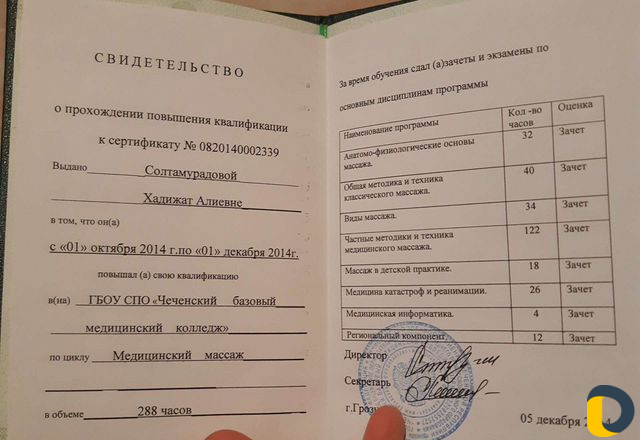 СВИДЕТЕЛЬСТВО
о прохождении повышения квалификации
к сертификату № 0820140002339
Выдано Солтамурадовой
Хадижат Алиевне
в том, что он(а)
с «01» октября 2014 г.по «01» декабря 2014г.
повышал (а) свою квалификацию
в(на) ГБОУ СПО «Чеченский базовый
медицинский колледж»
по циклу Медицинский массаж
в объеме 288 часов
За время обучения сдал (а)зачеты и экзамены по
основным дисциплинам программы
Наименование программы Кол -во часов Оценка
Анатомо-физиологические основы массажа. 32 Зачет
Общая методика и техника классического массажа. 40 Зачет
Виды массажа. 34 Зачет
Частные методики и техника медицинского массажа. 122 Зачет
Массаж в детской практике. 18 Зачет
Медицина катастроф и реанимации. 26 Зачет
Медицинская информатика. 4 Зачет
Региональный компонент 12 Зачет
Директор
Секретарь
05 декабря